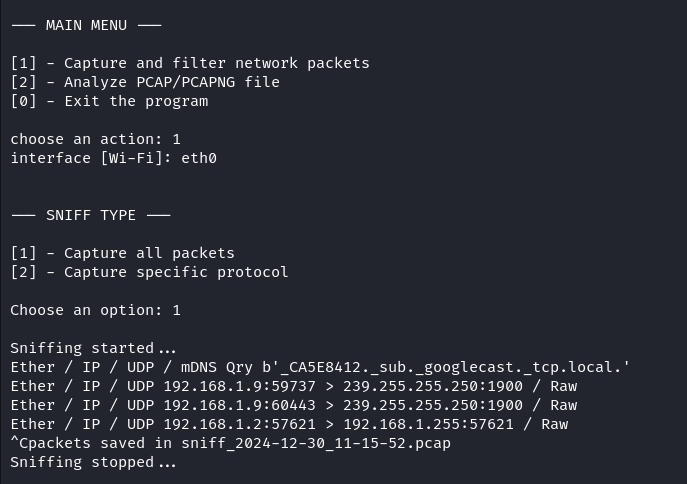 --- MAIN MENU ---
[1] - Capture and filter network packets
[2] - Analyze PCAP/PCAPNG file
[0] - Exit the program
choose an action: 1
interface [Wi-Fi]: eth0
--- SNIFF TYPE ---
[1] - Capture all packets
[2] - Capture specific protocol
Choose an option: 1
Sniffing started...
Ether / IP / UDP / mDNS Qry b'_CA5E8412._sub._googlecast._tcp.local.'
Ether / IP / UDP 192.168.1.9:59737 > 239.255.255.250:1900 / Raw
Ether / IP / UDP 192.168.1.9:60443 > 239.255.255.250:1900 / Raw
Ether / IP / UDP 192.168.1.2:57621 > 192.168.1.255:57621 / Raw
^Cpackets saved in sniff_2024-12-30_11-15-52.pcap
Sniffing stopped...